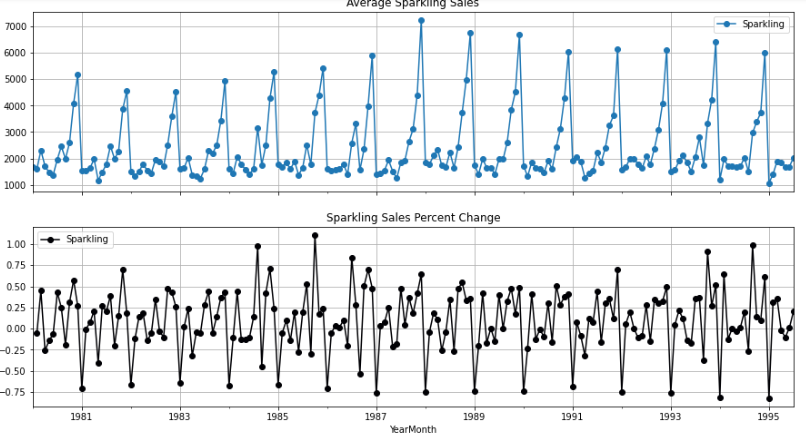 Average Sparkling Sales
Sparkling
7000
6000
5000
4000
3000
2000
1000
Sparkling Sales Percent Change
Sparkling
1.00
0.75
0.50
0.25
0.00
−0.25
−0.50
−0.75
1981 1983 1985 1987 1989 1991 1993 1995
YearMonth